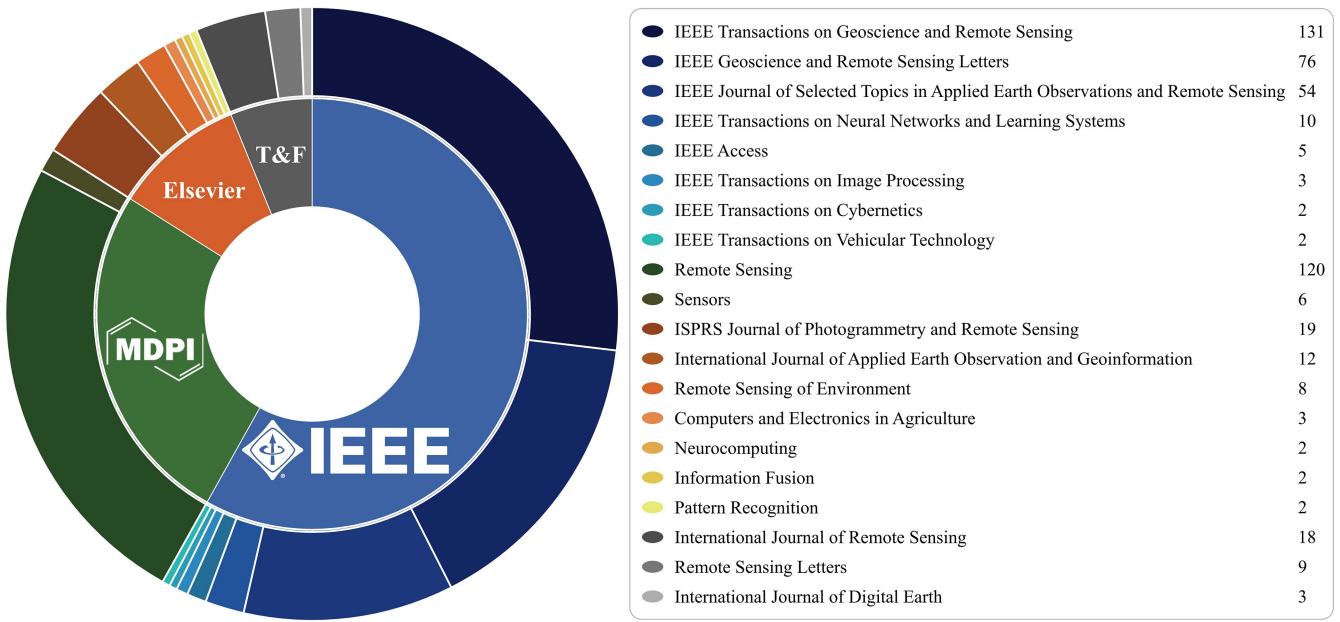 T&F
Elsevier
MDPI
IEEE
IEEE Transactions on Geoscience and Remote Sensing 131
IEEE Geoscience and Remote Sensing Letters 76
IEEE Journal of Selected Topics in Applied Earth Observations and Remote Sensing 54
IEEE Transactions on Neural Networks and Learning Systems 10
IEEE Access 5
IEEE Transactions on Image Processing 3
IEEE Transactions on Cybernetics 2
IEEE Transactions on Vehicular Technology 2
Remote Sensing 120
Sensors 6
ISPRS Journal of Photogrammetry and Remote Sensing 19
International Journal of Applied Earth Observation and Geoinformation 12
Remote Sensing of Environment 8
Computers and Electronics in Agriculture 3
Neurocomputing 2
Information Fusion 2
Pattern Recognition 2
International Journal of Remote Sensing 18
Remote Sensing Letters 9
International Journal of Digital Earth 3